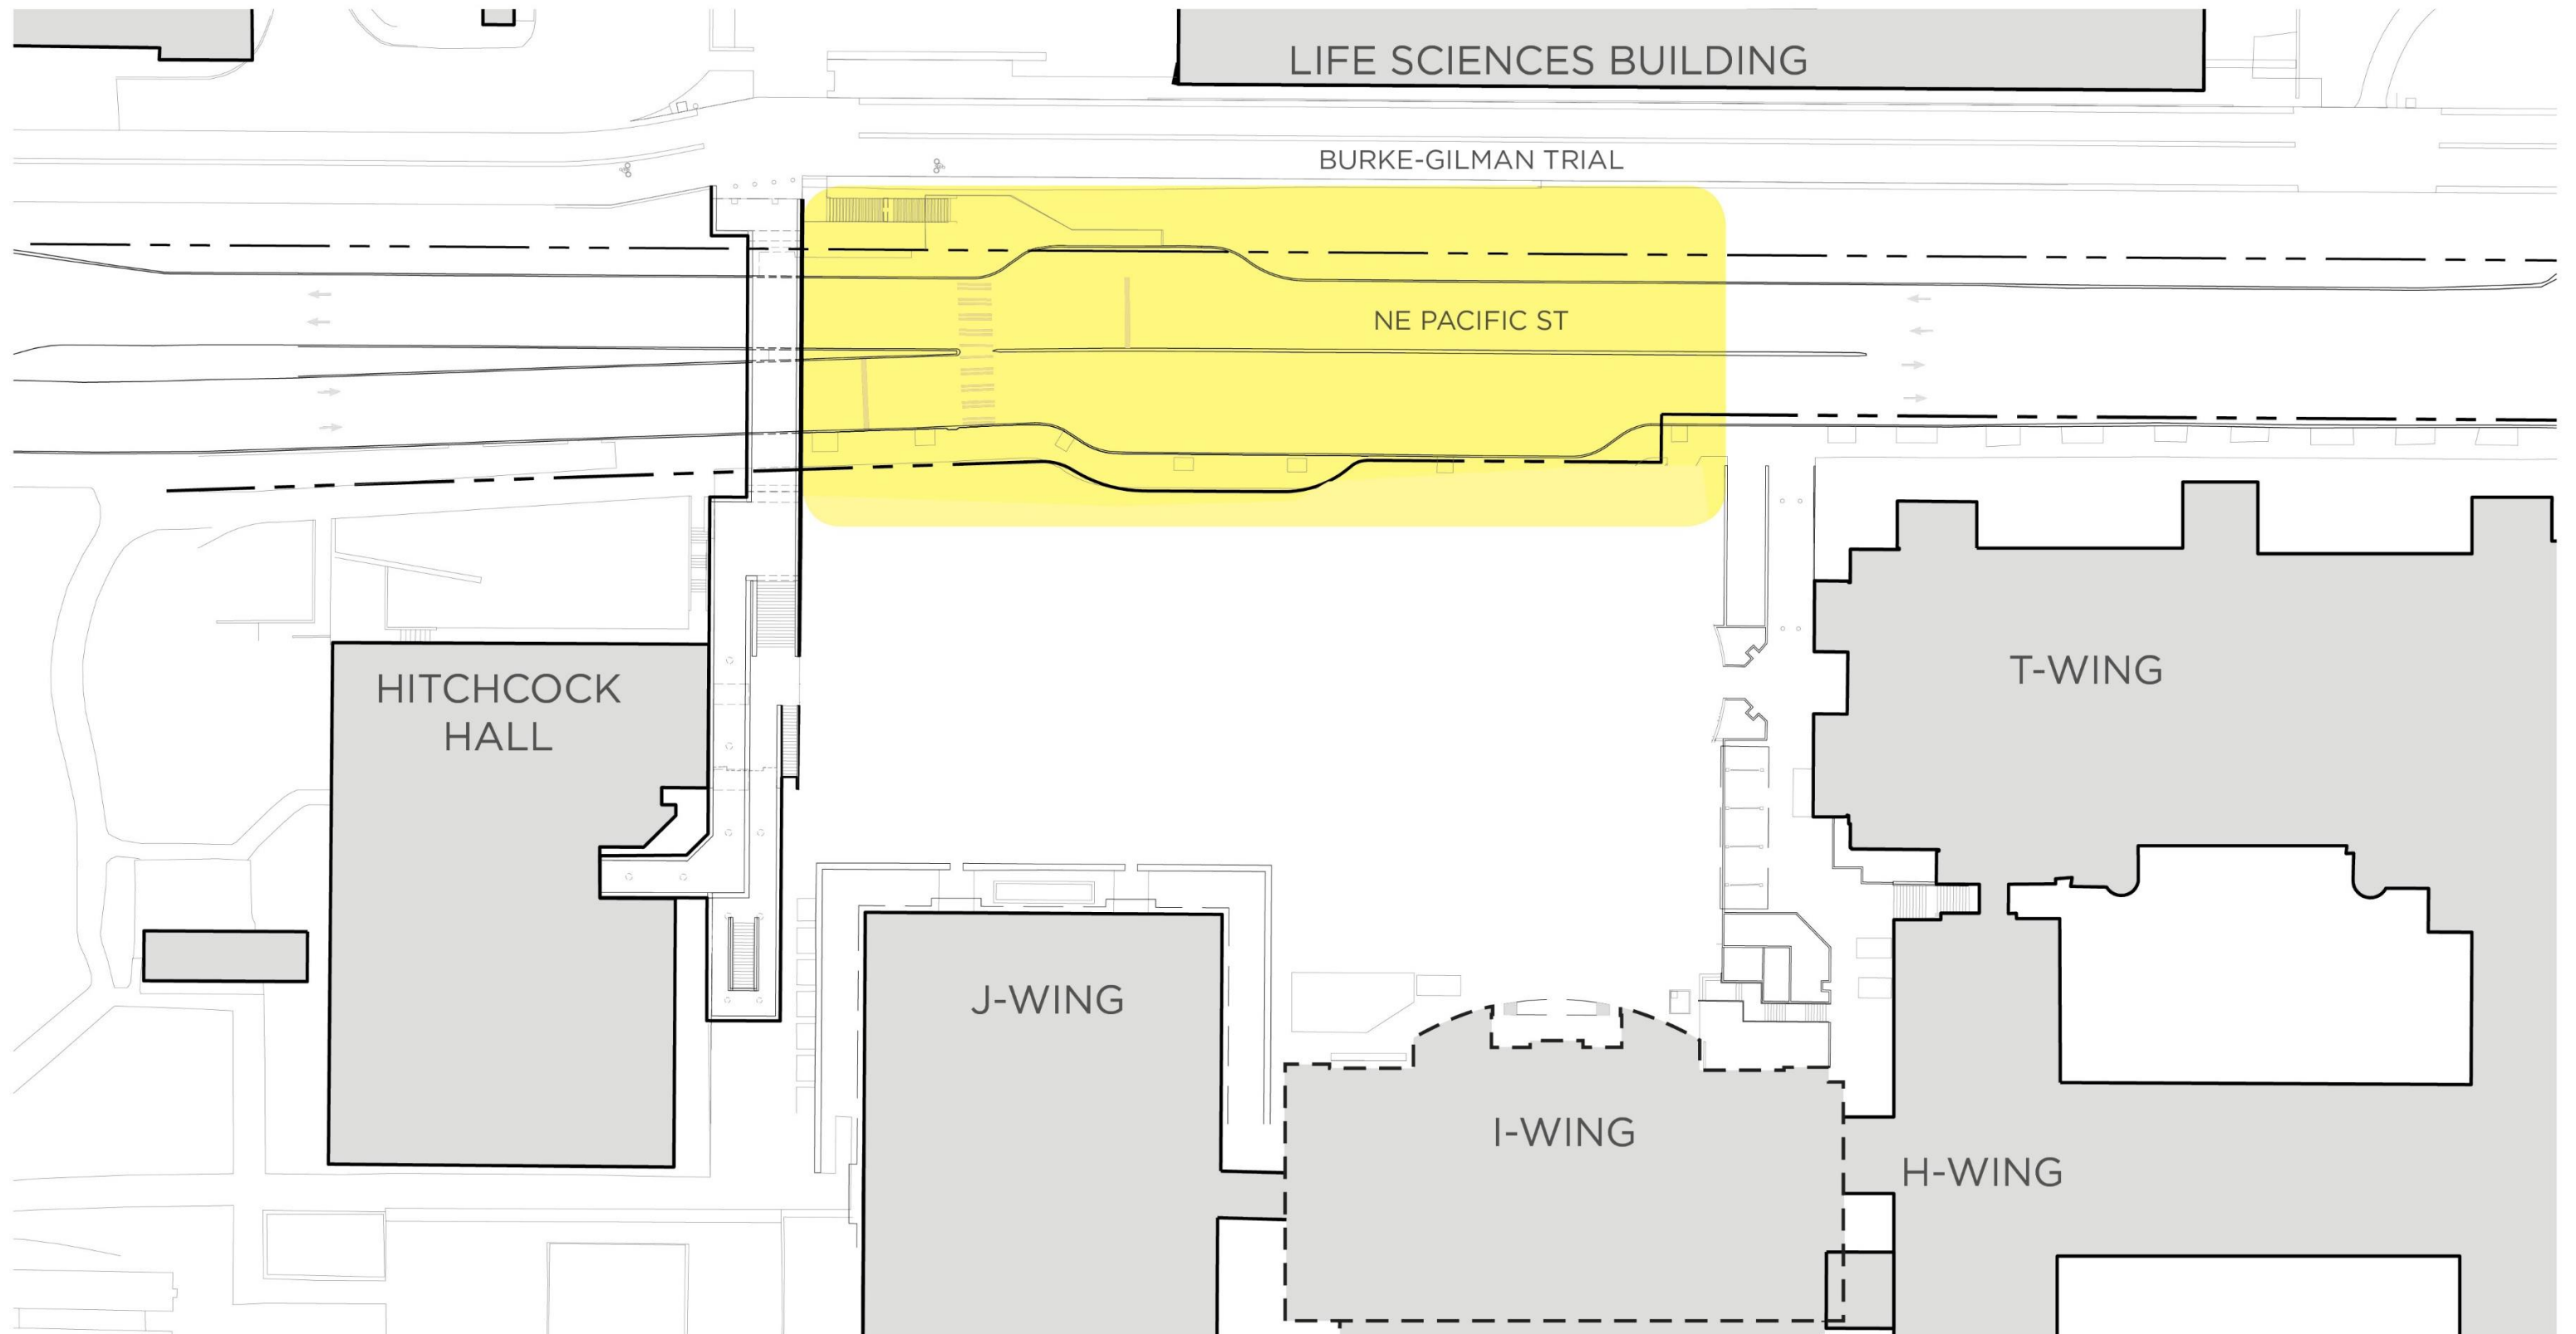 LIFE SCIENCES BUILDING
BURKE-GILMAN TRIAL
NE PACIFIC ST
HITCHCOCK
HALL
T-WING
J-WING
I-WING
H-WING